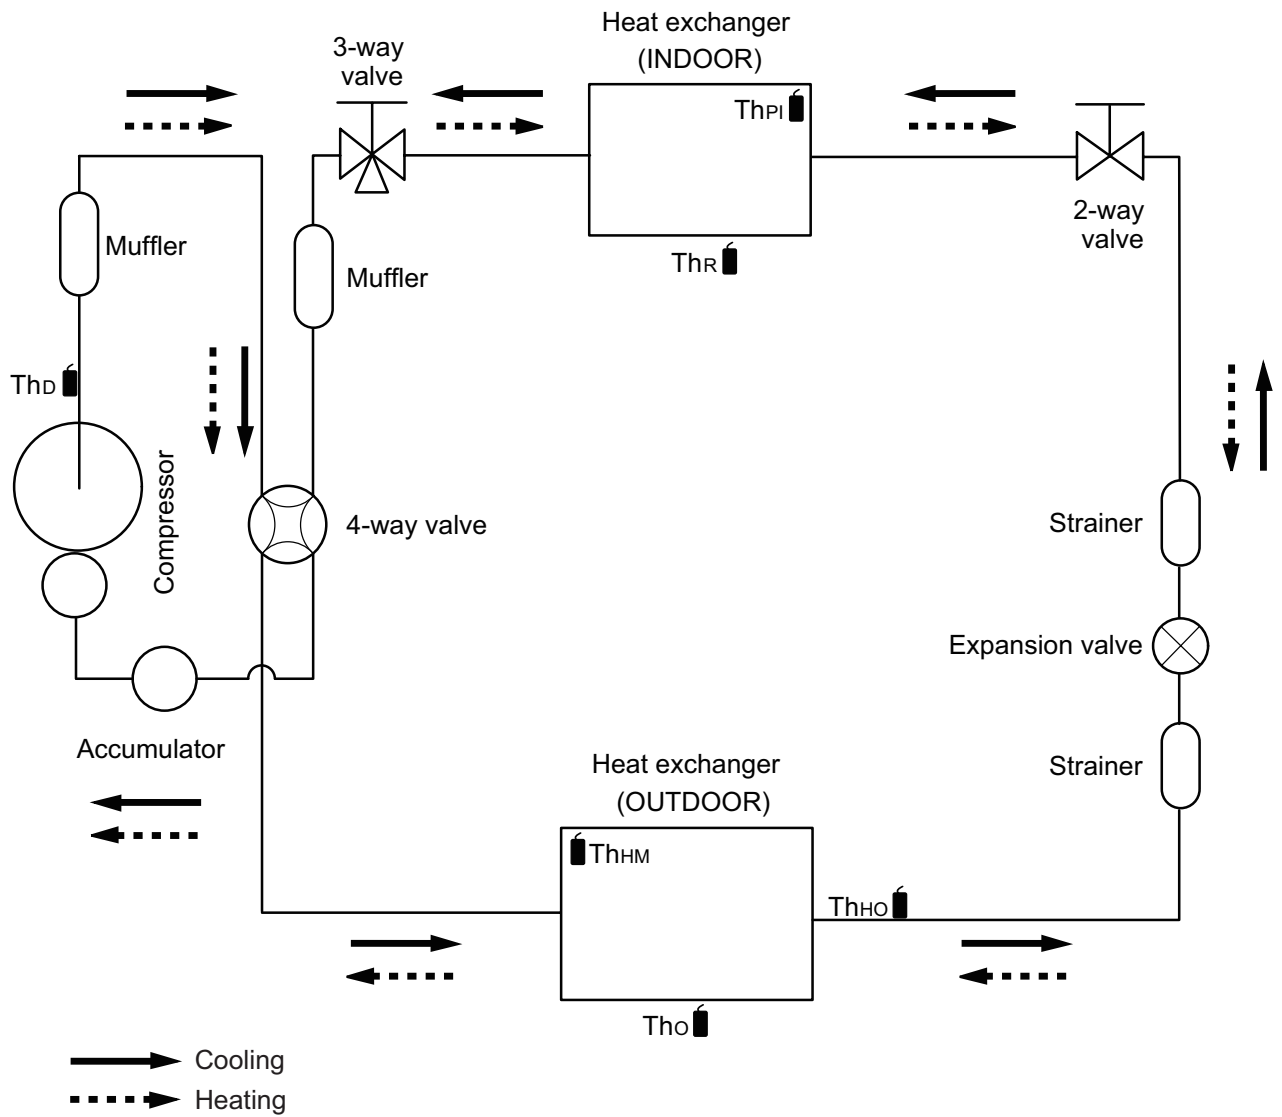 Heat exchanger
(INDOOR)
3-way
valve
ThPI
2-way
valve
Muffler
ThR
Muffler
ThD
Compressor
4-way valve
Strainer
Expansion valve
Accumulator
Strainer
Heat exchanger
(OUTDOOR)
ThHM
ThHO
ThO
Cooling
Heating